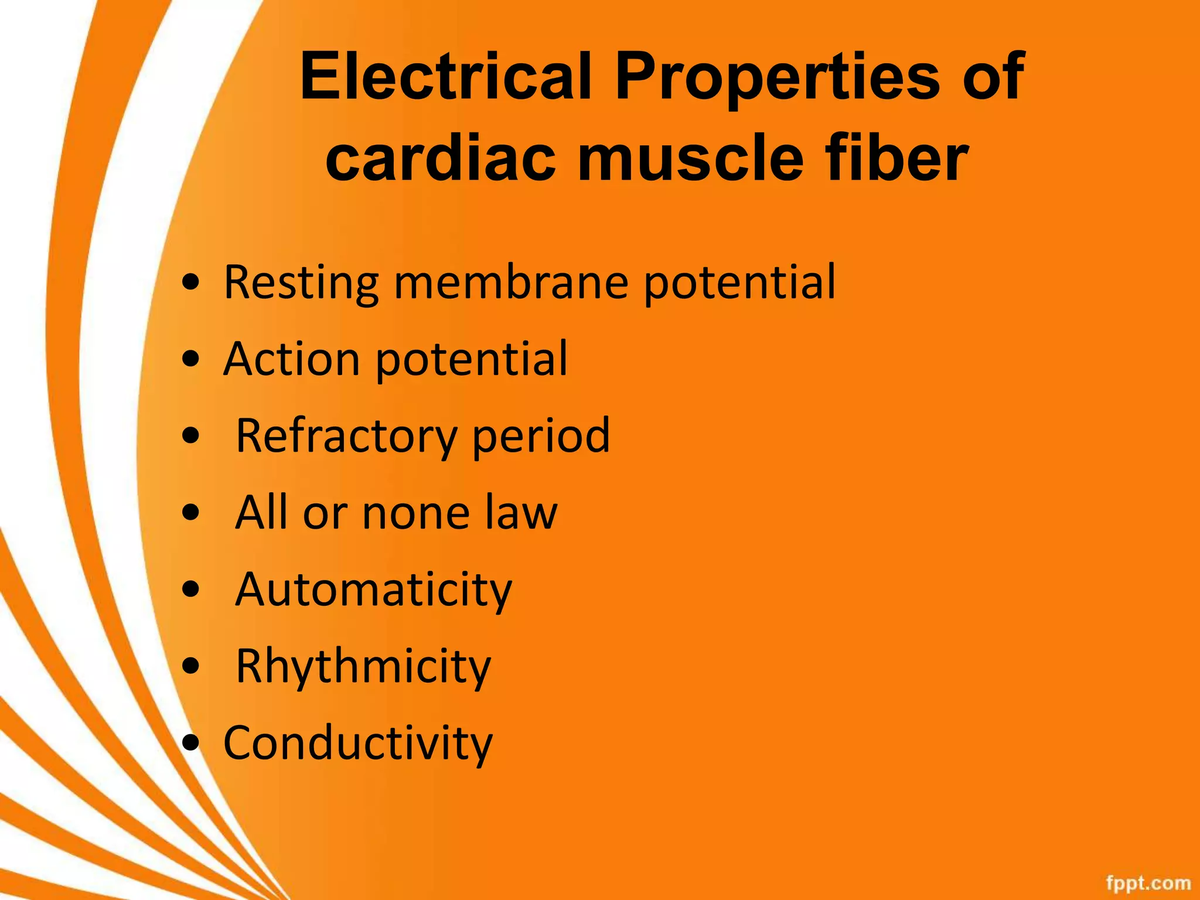 Electrical Properties of
cardiac muscle fiber
• Resting membrane potential
• Action potential
• Refractory period
• All or none law
• Automaticity
• Rhythmicity
• Conductivity
fppt.com